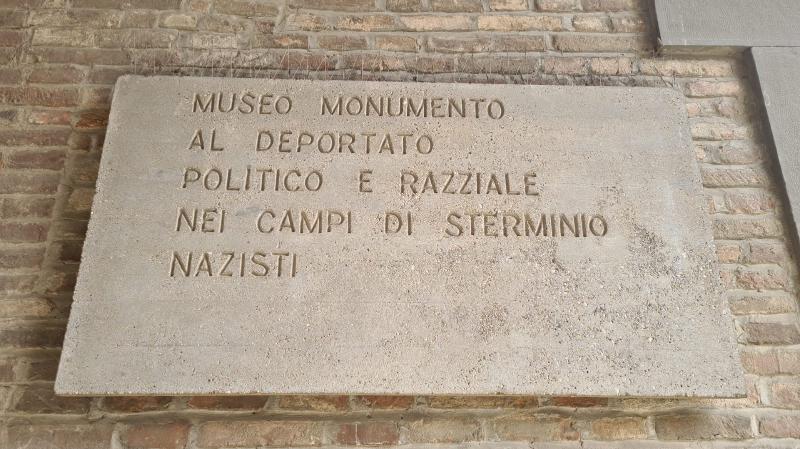 MUSEO MONUMENTO
AL DEPORTATO
POLITICO E RAZZIALE
NEI CAMPI DI STERMINIO
NAZISTI